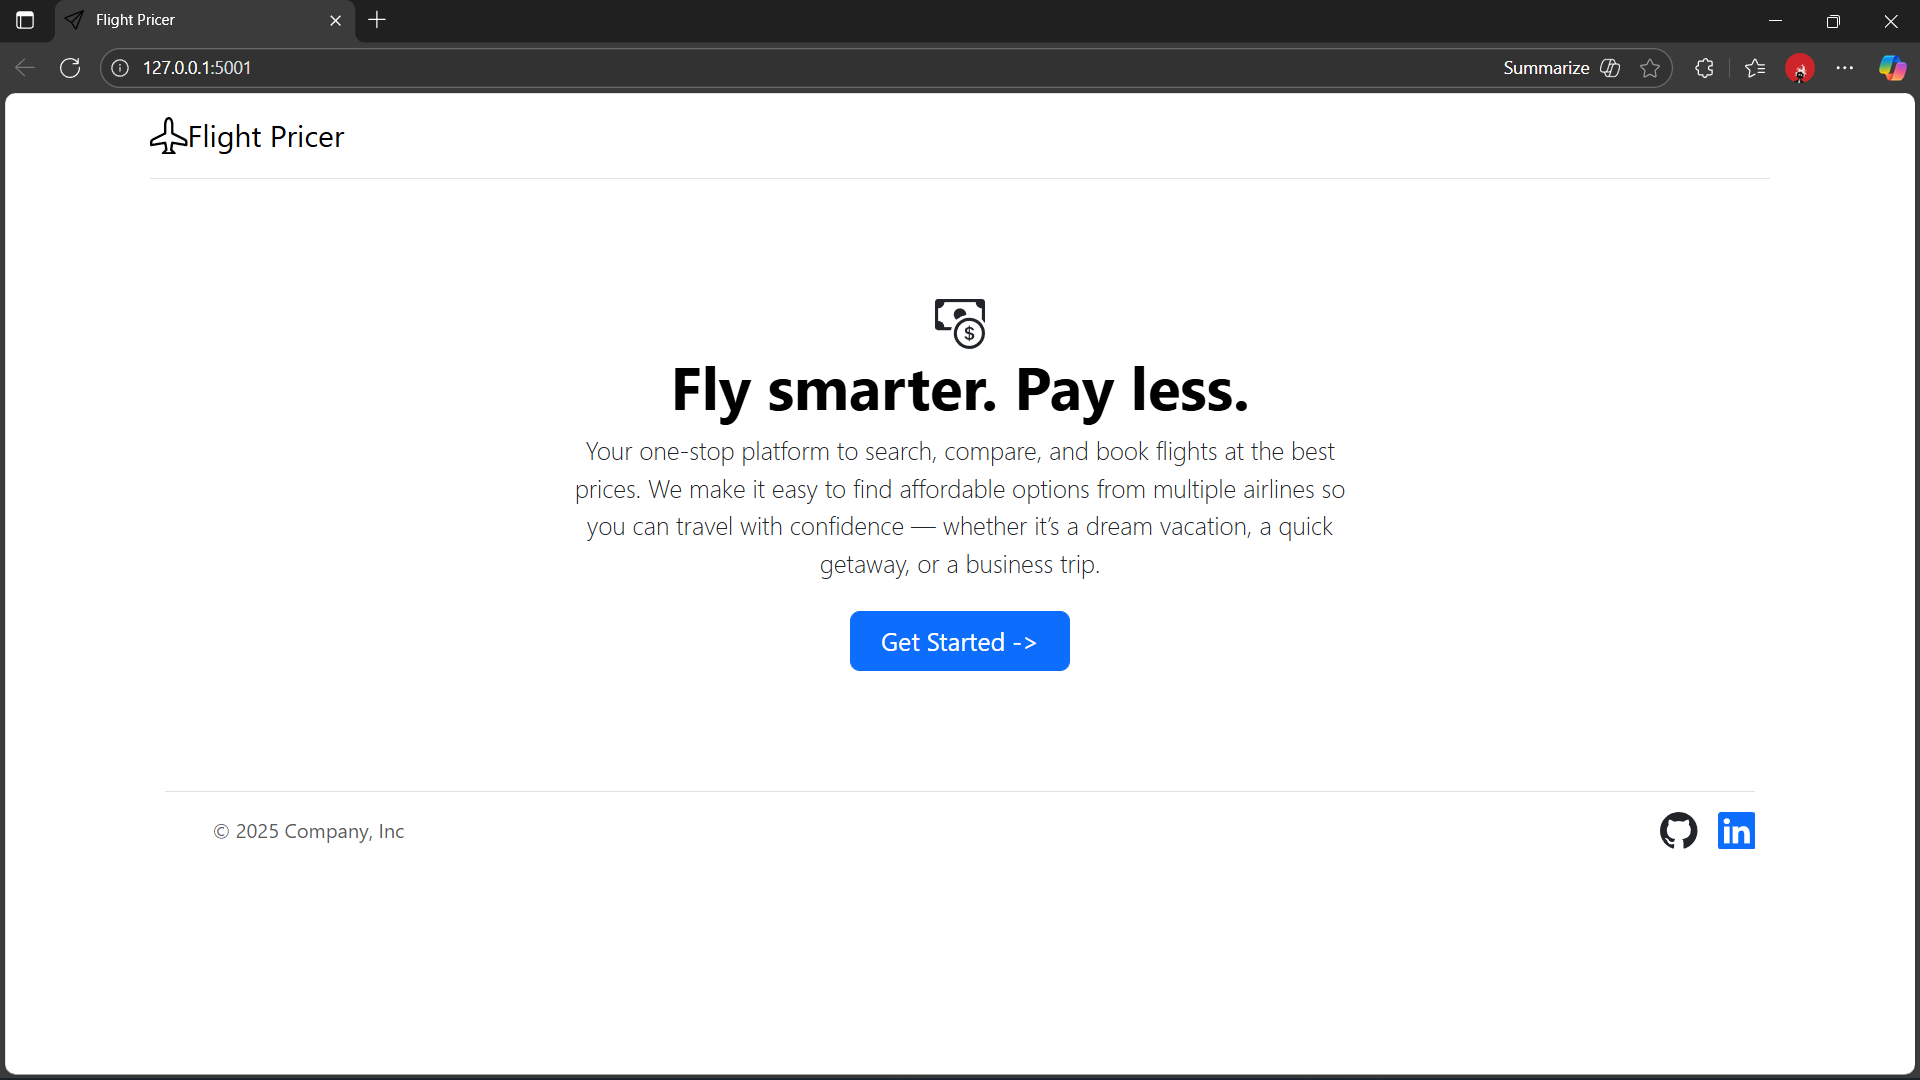 Flight Pricer
127.0.0.1:5001
Summarize
Flight Pricer
$
Fly smarter. Pay less.
Your one-stop platform to search, compare, and book flights at the best
prices. We make it easy to find affordable options from multiple airlines so
you can travel with confidence — whether it’s a dream vacation, a quick
getaway, or a business trip.
Get Started ->
© 2025 Company, Inc
in